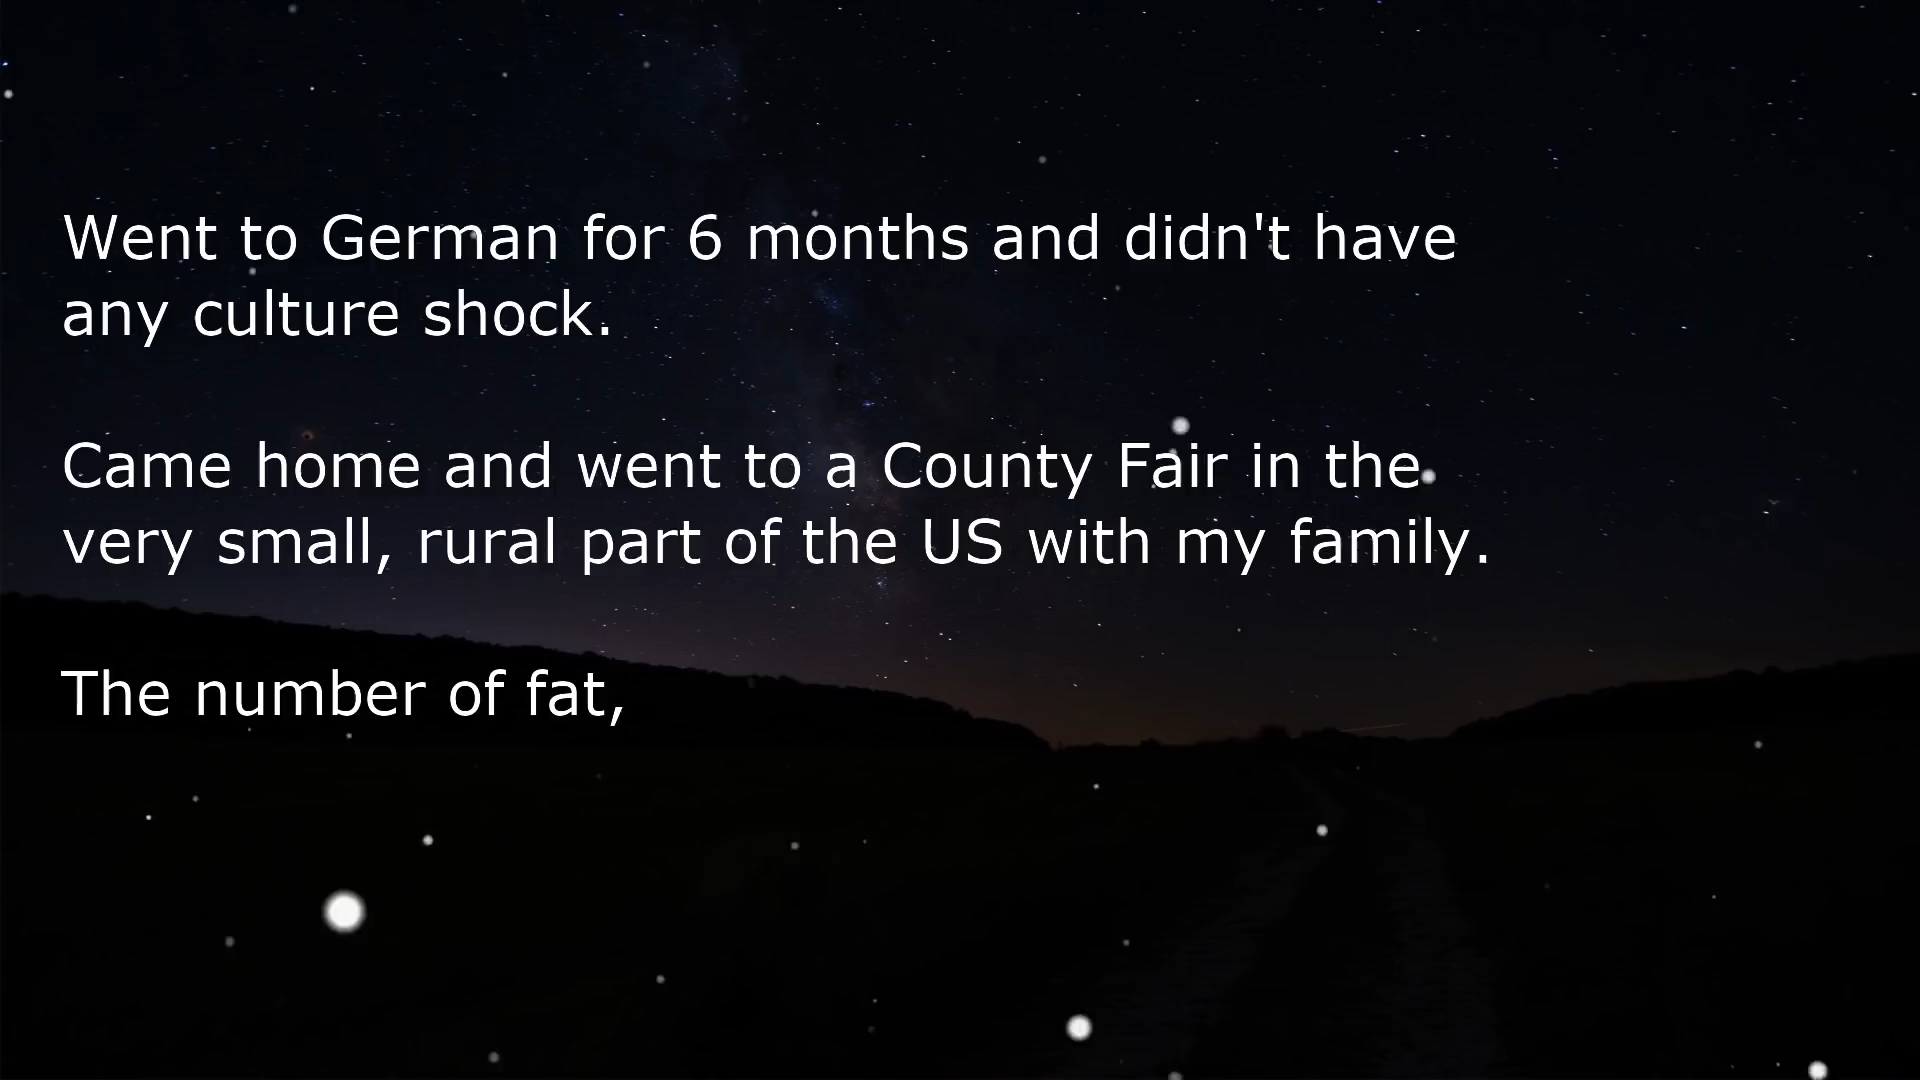 Went to German for 6 months and didn't have
any culture shock.
Came home and went to a County Fair in the
very small, rural part of the US with my family.
The number of fat,